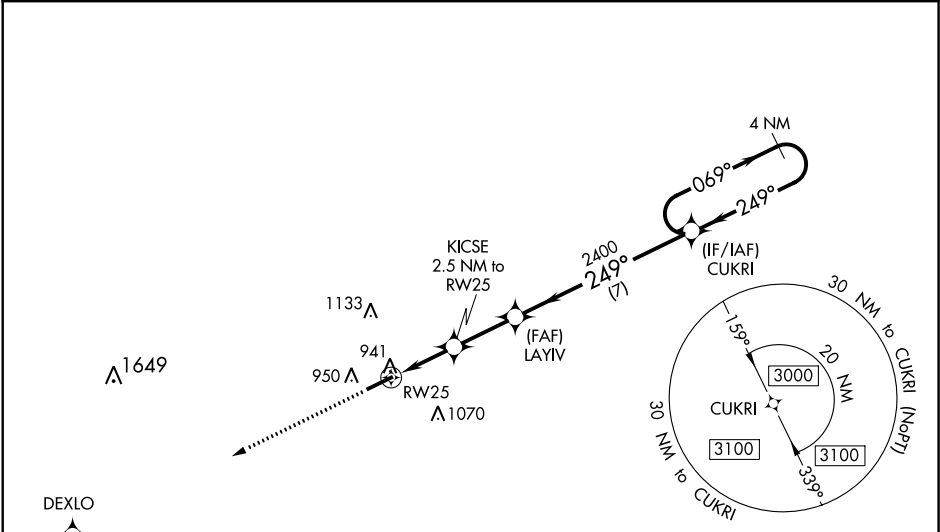 4 NM
069°
249°
(IF/IAF)
CUKRI
2400
249°
(7)
KICSE
2.5 NM to
RW25
(FAF)
LAYIV
1133
941
950
RW25
1070
1649
DEXLO
30 NM to CUKRI (NoPT)
159°
20 NM
3000
CUKRI
3100
3100
339°
30 NM to CUKRI